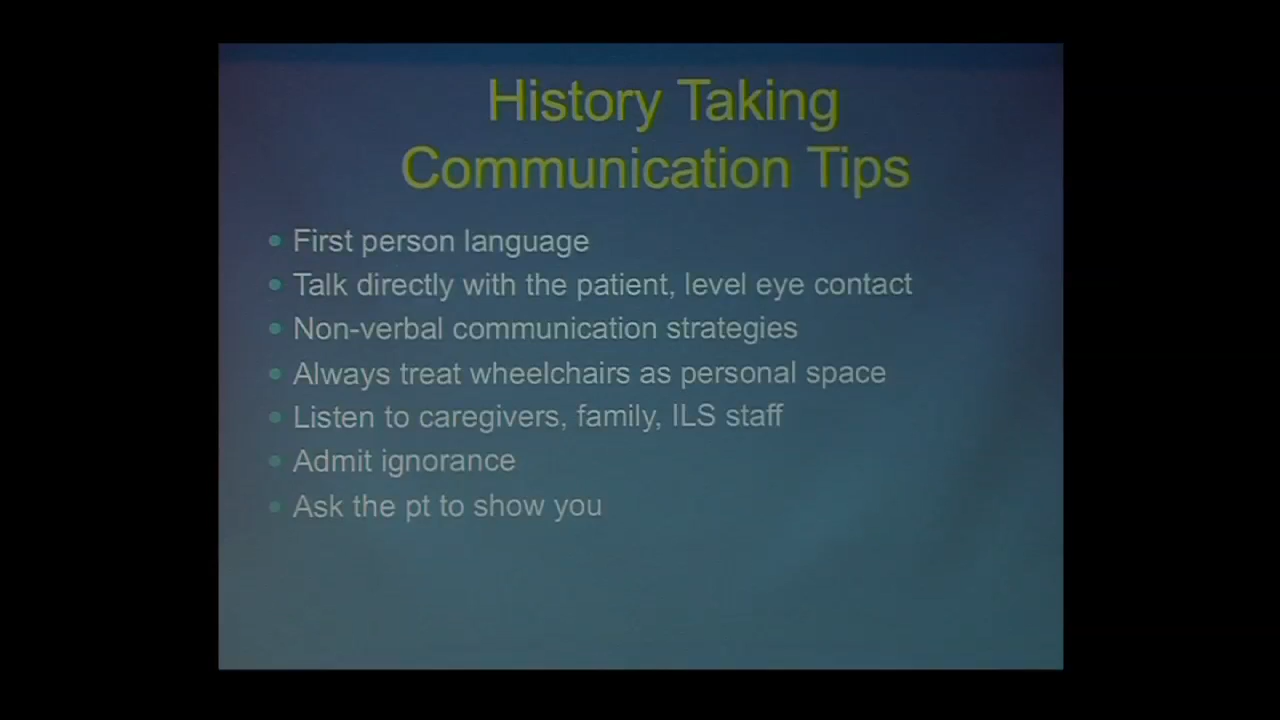 History Taking
Communication Tips
• First person language
• Talk directly with the patient, level eye contact
• Non-verbal communication strategies
• Always treat wheelchairs as personal space
• Listen to caregivers, family, ILS staff
• Admit ignorance
• Ask the pt to show you